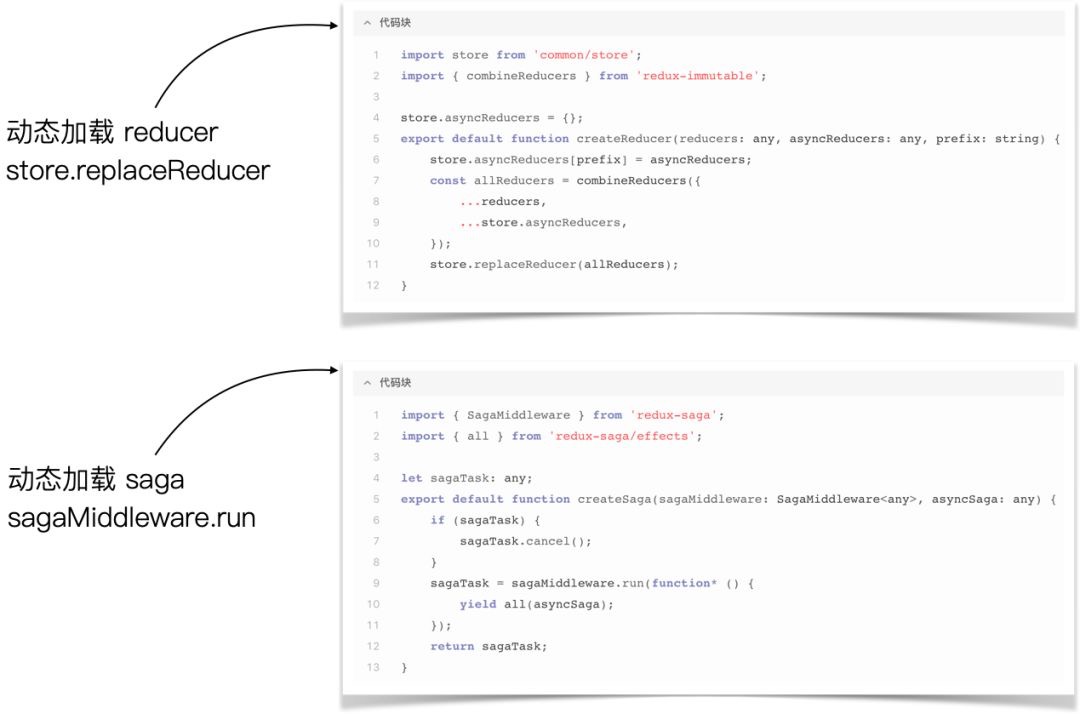 动态加载 reducer
store.replaceReducer
代码块
1 import store from 'common/store';
2 import { combineReducers } from 'redux-immutable';
3
4 store.asyncReducers = {};
5 export default function createReducer(reducers: any, asyncReducers: any, prefix: string) {
6 store.asyncReducers[prefix] = asyncReducers;
7 const allReducers = combineReducers({
8 ...reducers,
9 ...store.asyncReducers,
10 });
11 store.replaceReducer(allReducers);
12 }
动态加载 saga
sagaMiddleware.run
代码块
1 import { SagaMiddleware } from 'redux-saga';
2 import { all } from 'redux-saga/effects';
3
4 let sagaTask: any;
5 export default function createSaga(sagaMiddleware: SagaMiddleware<any>, asyncSaga: any) {
6 if (sagaTask) {
7 sagaTask.cancel();
8 }
9 sagaTask = sagaMiddleware.run(function* () {
10 yield all(asyncSaga);
11 });
12 return sagaTask;
13 }